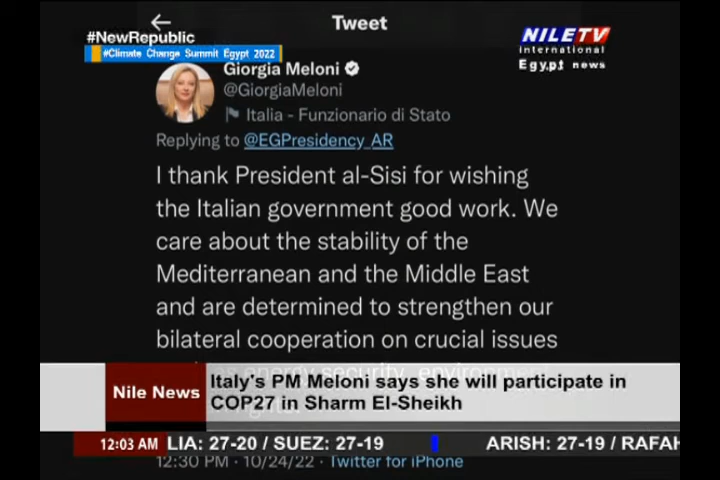 Tweet
#NewRepublic
#Climate Change Summit Egypt 2022
NILETV
international
Egypt news
Giorgia Meloni
@GiorgiaMeloni
Italia - Funzionario di Stato
Replying to @EGPresidency_AR
I thank President al-Sisi for wishing
the Italian government good work. We
care about the stability of the
Mediterranean and the Middle East
and are determined to strengthen our
bilateral cooperation on crucial issues
energy security, environment
Nile News
Italy's PM Meloni says she will participate in
COP27 in Sharm El-Sheikh
12:03 AM LIA: 27-20 / SUEZ: 27-19 ARISH: 27-19 / RAFAH
12:30 PM · 10/24/22 · Twitter for iPhone